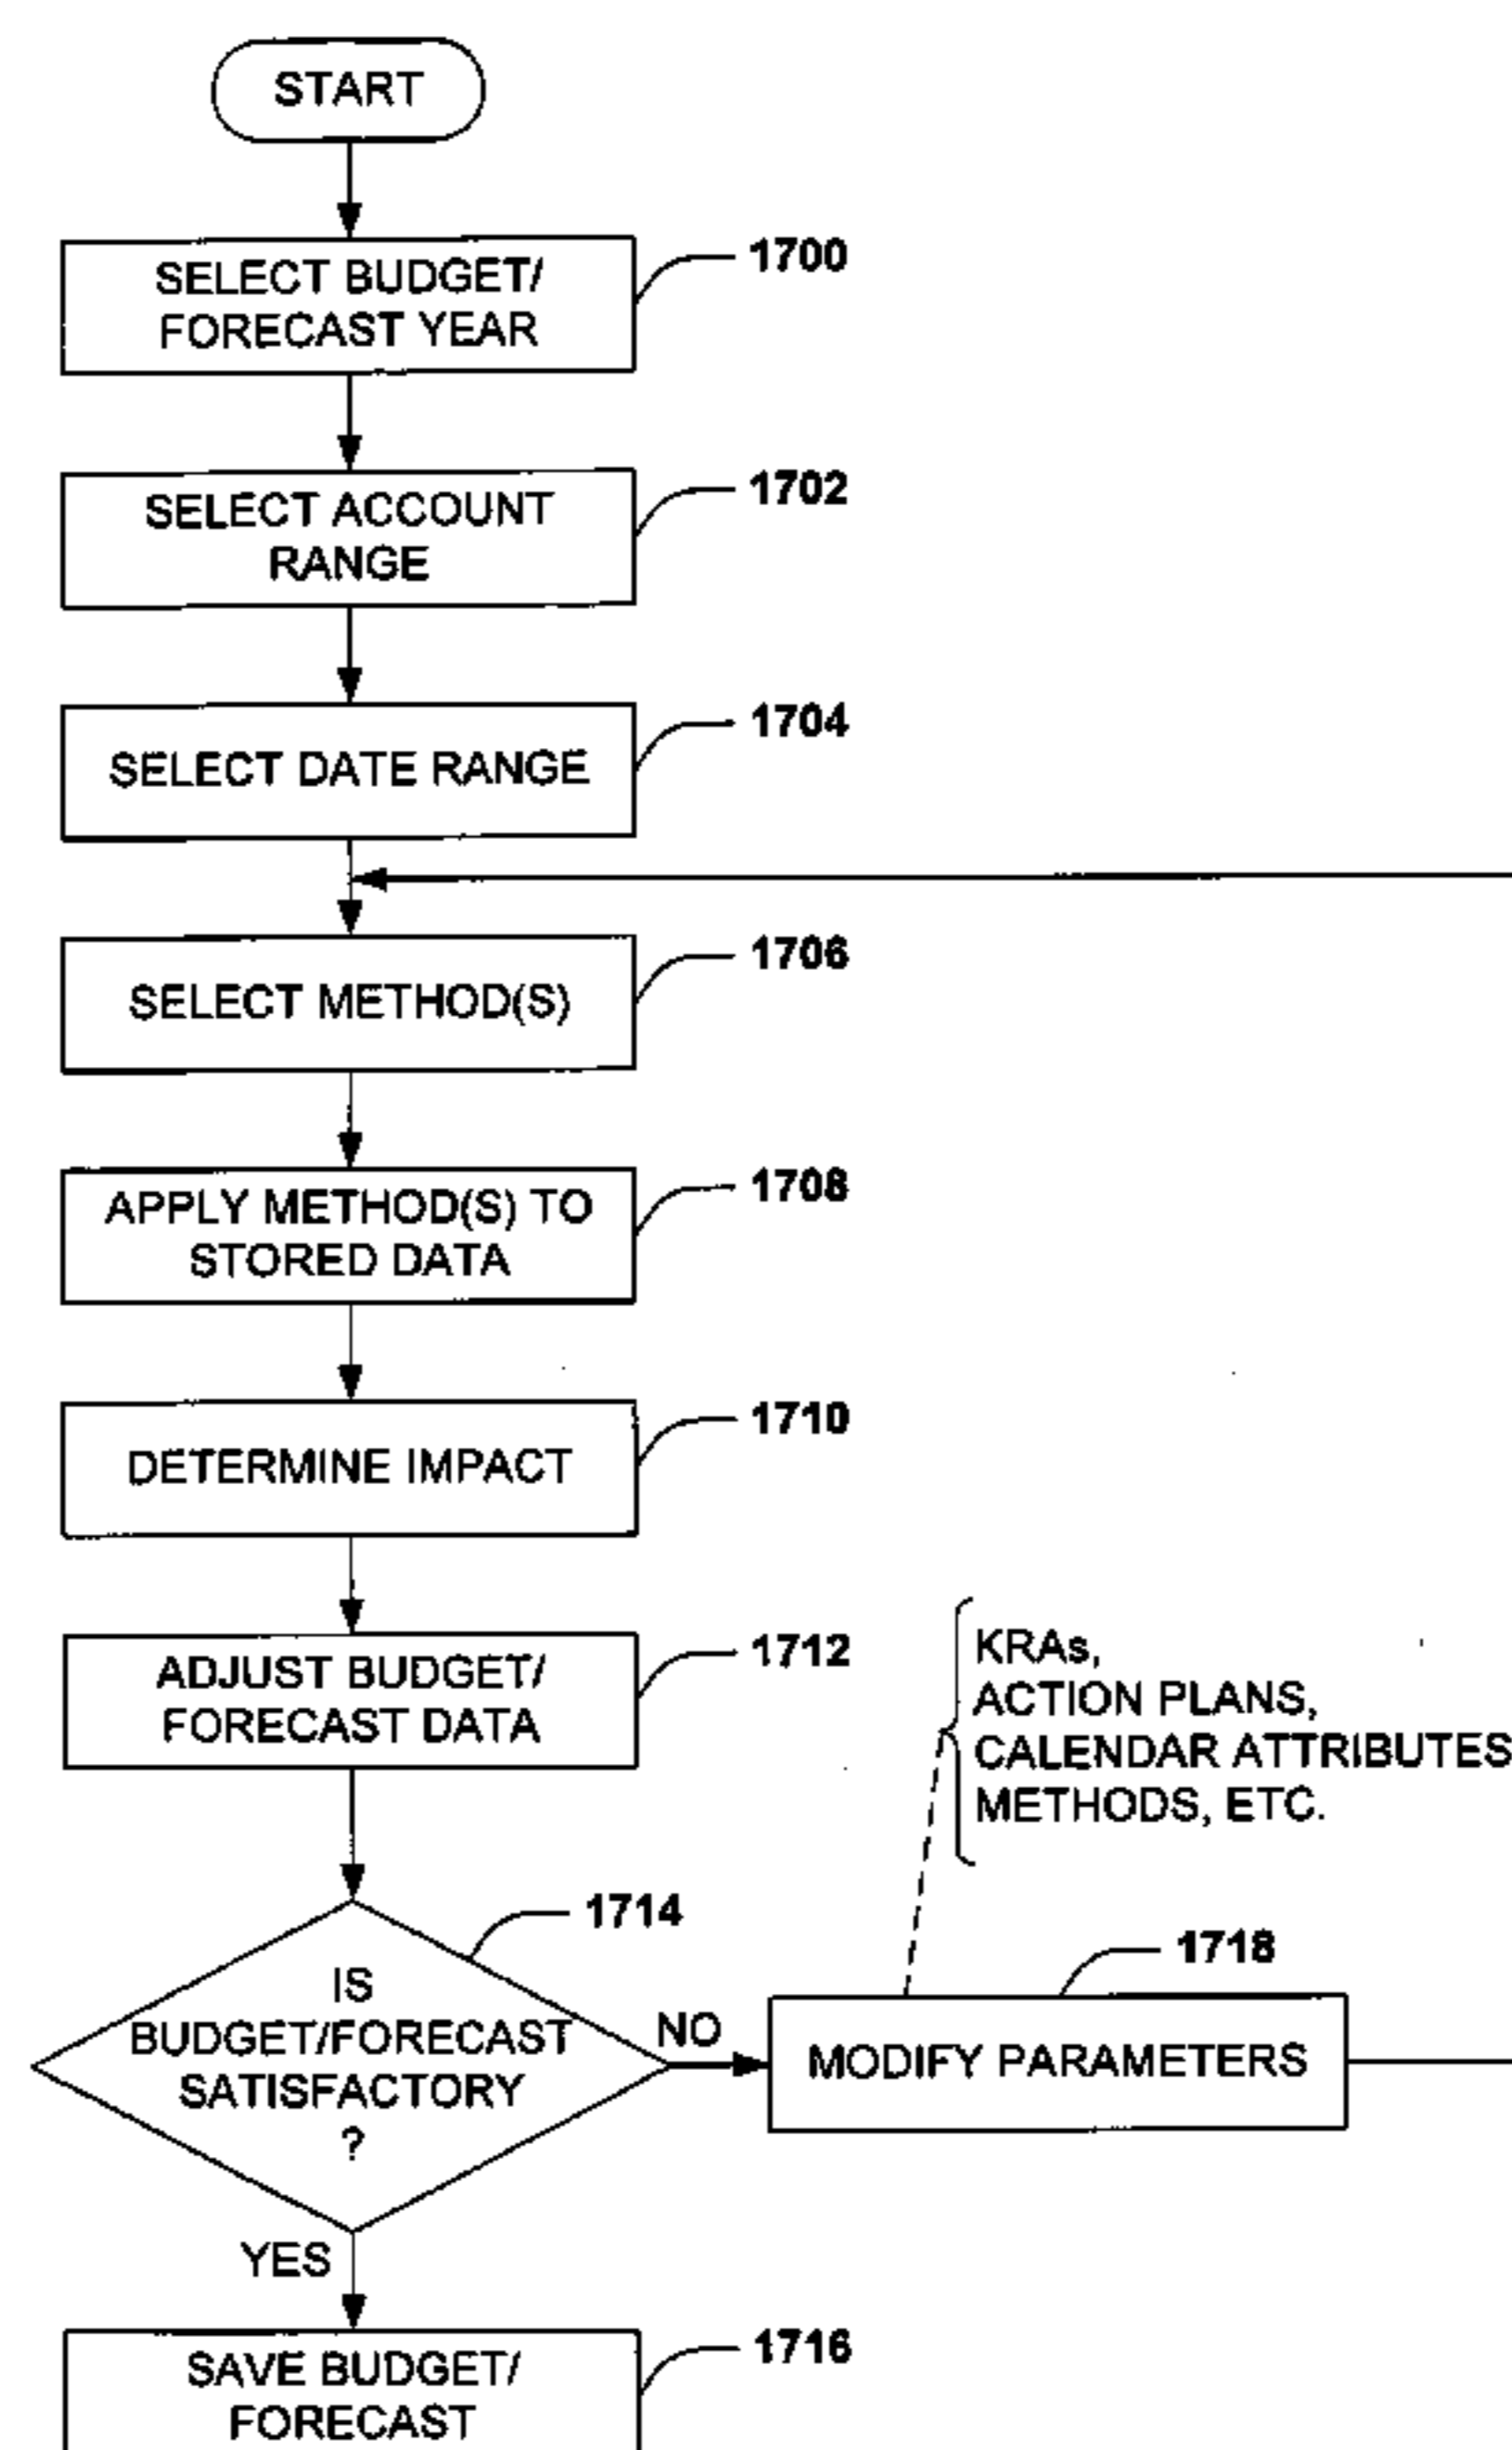 START
SELECT BUDGET/
FORECAST YEAR
1700
SELECT ACCOUNT
RANGE
1702
SELECT DATE RANGE
1704
SELECT METHOD(S)
1706
APPLY METHOD(S) TO
STORED DATA
1708
DETERMINE IMPACT
1710
ADJUST BUDGET/
FORECAST DATA
1712
KRAs,
ACTION PLANS,
CALENDAR ATTRIBUTES
METHODS, ETC.
IS
BUDGET/FORECAST
SATISFACTORY
?
1714
NO
MODIFY PARAMETERS
1718
YES
SAVE BUDGET/
FORECAST
1716